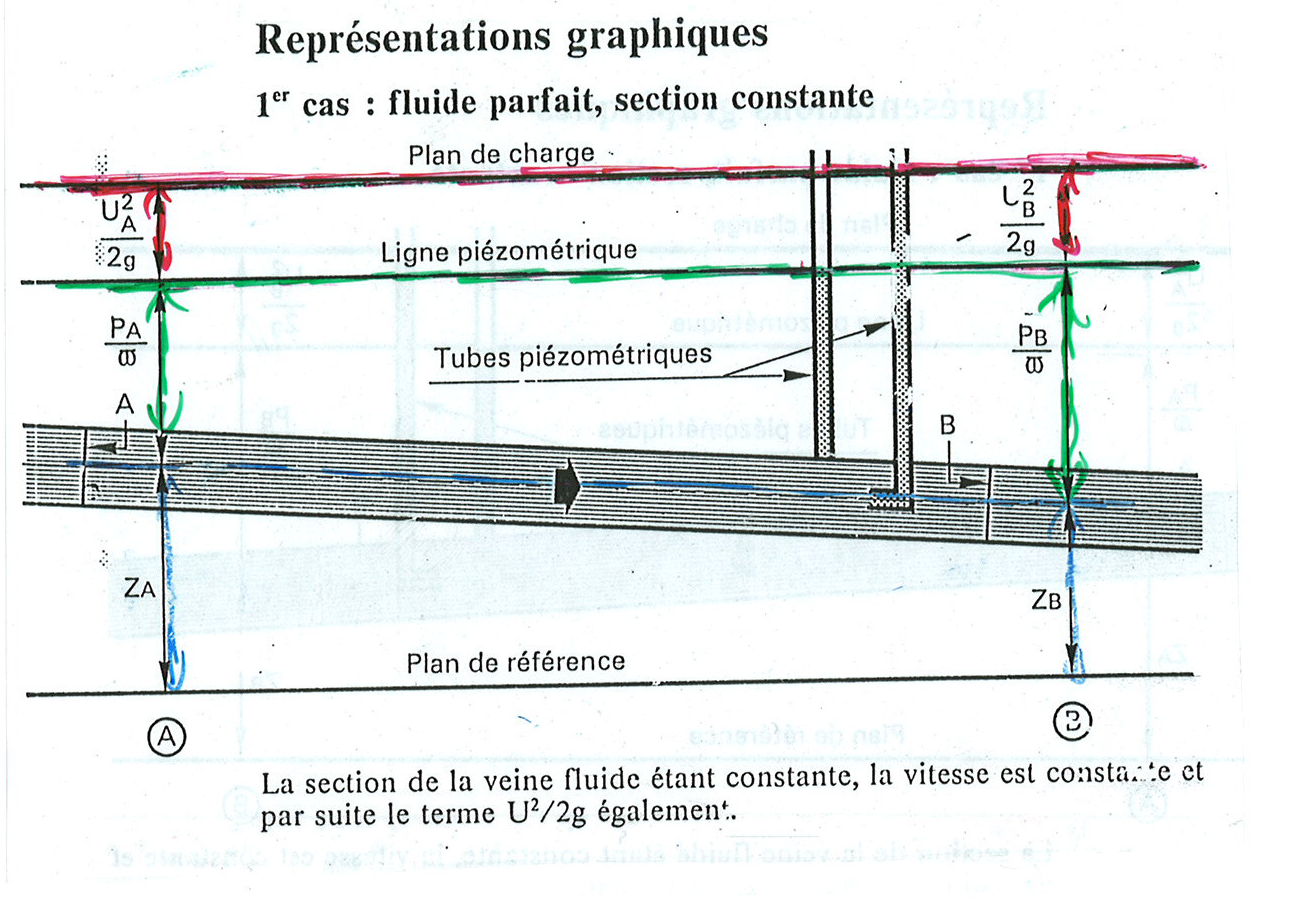 Représentations graphiques
1er cas : fluide parfait, section constante
Plan de charge
U²A
2g
U²B
2g
Ligne piézométrique
PA
ϖ
PB
ϖ
Tubes piézométriques
A
B
ZA
ZB
Plan de référence
A
B
La section de la veine fluide étant constante, la vitesse est constante et
par suite le terme U²/2g également.